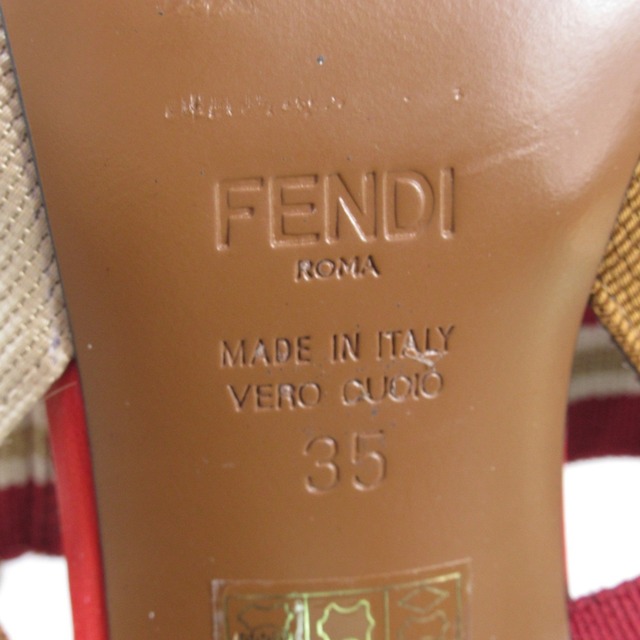 FENDI
ROMA
MADE IN ITALY
VERO CUOIO
35